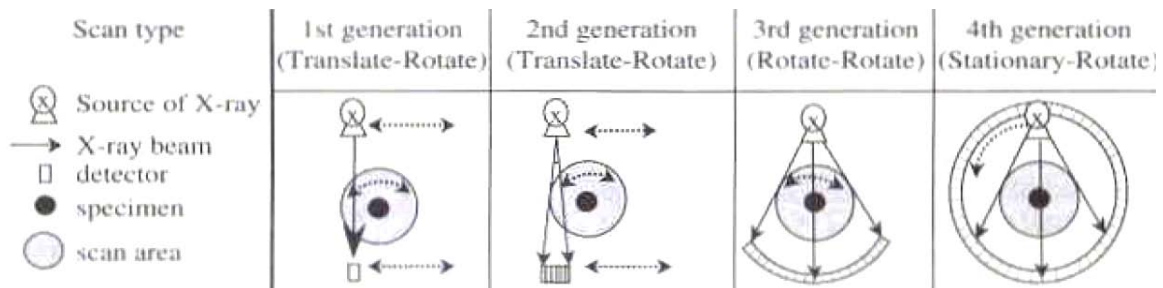 Scan type
1st generation
(Translate-Rotate)
2nd generation
(Translate-Rotate)
3rd generation
(Rotate-Rotate)
4th generation
(Stationary-Rotate)
X Source of X-ray
X-ray beam
detector
specimen
scan area
X
X
X
X